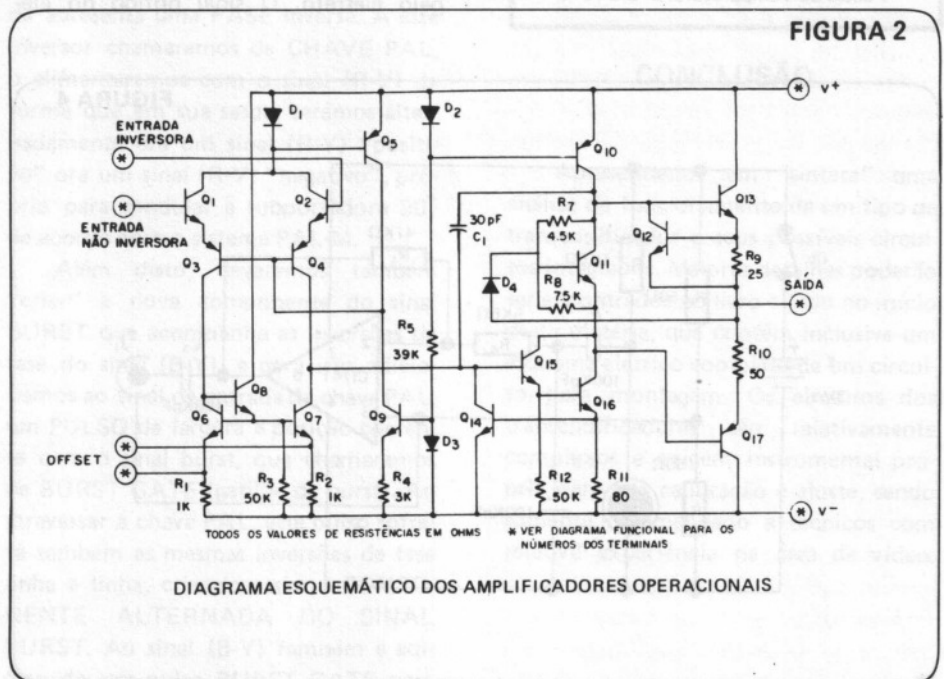 FIGURA 2
V+
D1
D2
Q5
ENTRADA
INVERSORA
Q10
Q1
Q2
Q13
ENTRADA
NÃO INVERSORA
30PF
C1
R7
4.5K
Q12
R9
25
Q3
Q4
Q11
D4
R8
7.5K
SAIDA
R5
39K
R10
50
Q15
Q8
Q6
Q7
Q9
Q14
Q16
Q17
OFFSET
D3
R1
1K
R3
50K
R2
1K
R4
3K
R12
50K
80
V-
TODOS OS VALORES DE RESISTÊNCIAS EM OHMS
* VER DIAGRAMA FUNCIONAL PARA OS
NÚMEROS DOS TERMINAIS
DIAGRAMA ESQUEMÁTICO DOS AMPLIFICADORES OPERACIONAIS